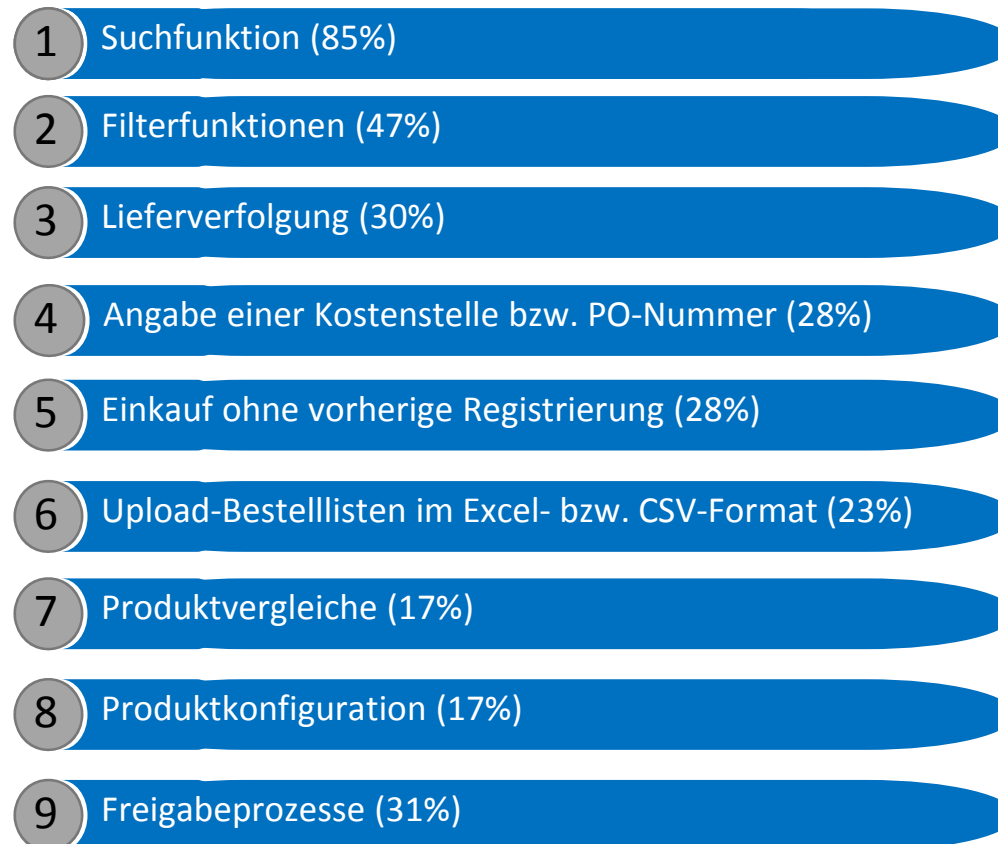 1 Suchfunktion (85%)
2 Filterfunktionen (47%)
3 Lieferverfolgung (30%)
4 Angabe einer Kostenstelle bzw. PO-Nummer (28%)
5 Einkauf ohne vorherige Registrierung (28%)
6 Upload-Bestelllisten im Excel- bzw. CSV-Format (23%)
7 Produktvergleiche (17%)
8 Produktkonfiguration (17%)
9 Freigabeprozesse (31%)